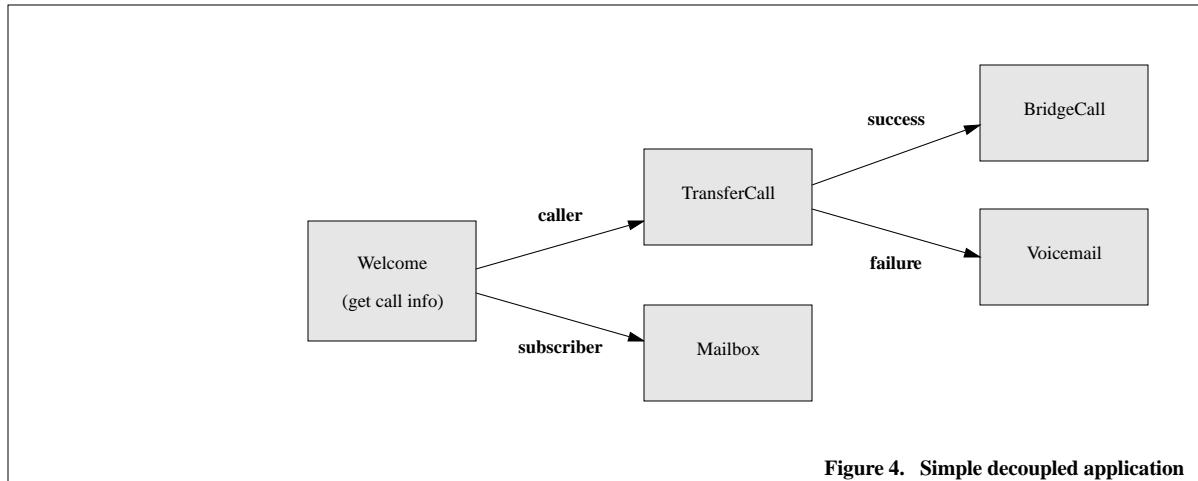 BridgeCall
success
TransferCall
caller
Welcome
(get call info)
Voicemail
failure
subscriber
Mailbox
Figure 4. Simple decoupled application